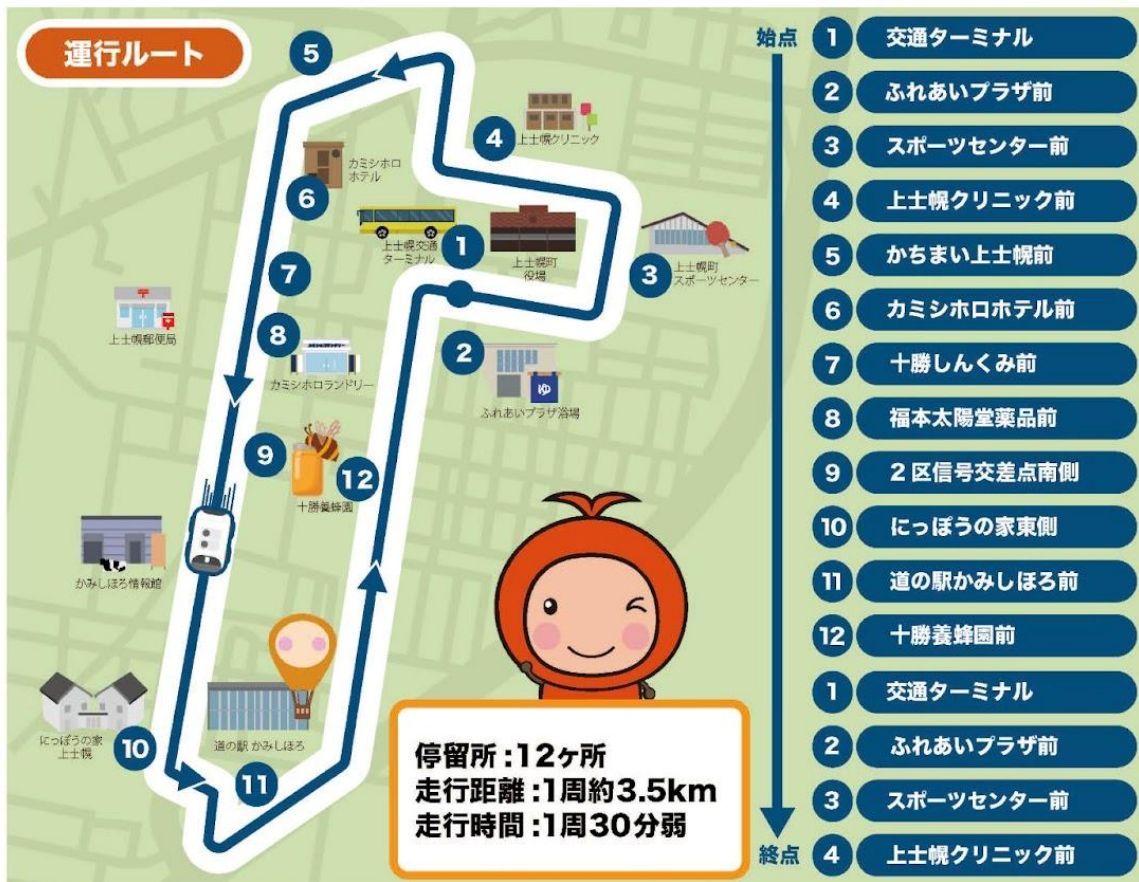 運行ルート
5
4
上士幌クリニック
カミシホロ
ホテル
6
上士幌交通
ターミナル
1
上士幌町
役場
3
上士幌町
スポーツセンター
7
上士幌郵便局
8
カミシホロランドリー
2
ゆ
ふれあいプラザ浴場
9
12
十勝養蜂園
かみしほろ情報館
にっぽうの家
上士幌
10
道の駅 かみしほろ
11
停留所:12ヶ所
走行距離:1周約3.5km
走行時間:1周30分弱
始点
1 交通ターミナル
2 ふれあいプラザ前
3 スポーツセンター前
4 上士幌クリニック前
5 かちまい上士幌前
6 カミシホロホテル前
7 十勝しんくみ前
8 福本太陽堂薬品前
9 2区信号交差点南側
10 にっぽうの家東側
11 道の駅かみしほろ前
12 十勝養蜂園前
1 交通ターミナル
2 ふれあいプラザ前
3 スポーツセンター前
終点
4 上士幌クリニック前